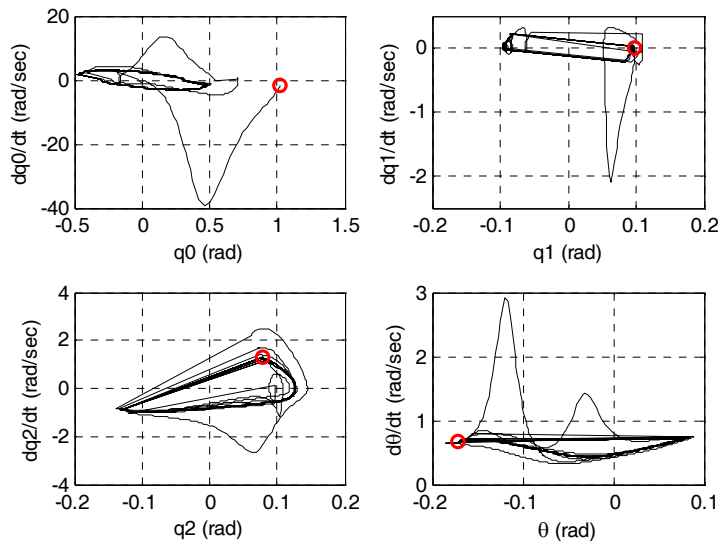 20
0
-20
-40
-0.5 0 0.5 1 1.5
q0 (rad)
dq0/dt (rad/sec)
0
-1
-2
-0.2 -0.1 0 0.1 0.2
q1 (rad)
dq1/dt (rad/sec)
4
2
0
-2
-4
-0.2 -0.1 0 0.1 0.2
q2 (rad)
dq2/dt (rad/sec)
3
2
1
0
-0.2 -0.1 0 0.1
θ (rad)
dθ/dt (rad/sec)